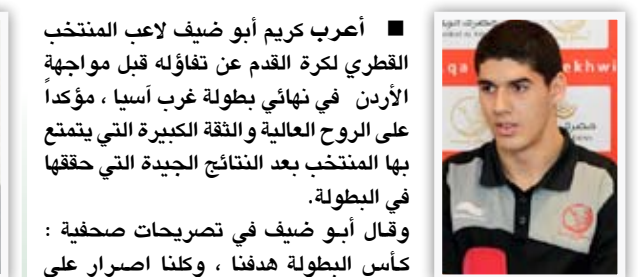 ■ أعرب كريم أبو ضيف لاعب المنتخب
القطري لكرة القدم عن تفاؤله قبل مواجهة
الأردن في نهائي بطولة غرب آسيا ، مؤكداً
على الروح العالية والثقة الكبيرة التي يتمتع
بها المنتخب بعد النتائج الجيدة التي حققها
في البطولة.
وقال أبو ضيف في تصريحات صحفية :
كأس البطولة هدفنا ، وكلنا اصرار على